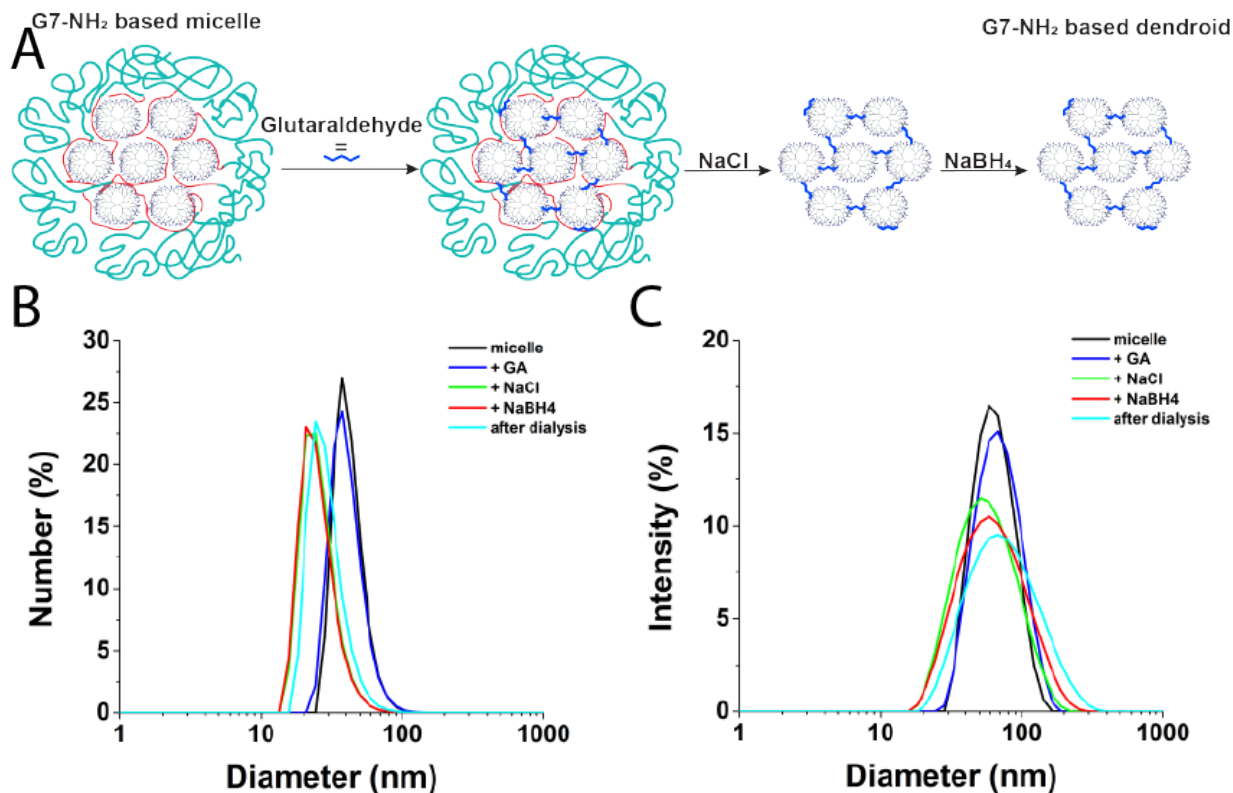 G7-NH₂ based micelle
G7-NH₂ based dendroid
A
Glutaraldehyde
=
NaCl
NaBH₄
B
30
25
20
15
10
5
0
Number (%)
micelle
+ GA
+ NaCl
+ NaBH4
after dialysis
1
10
100
1000
Diameter (nm)
C
20
15
10
5
0
Intensity (%)
micelle
+ GA
+ NaCl
+ NaBH4
after dialysis
1
10
100
1000
Diameter (nm)